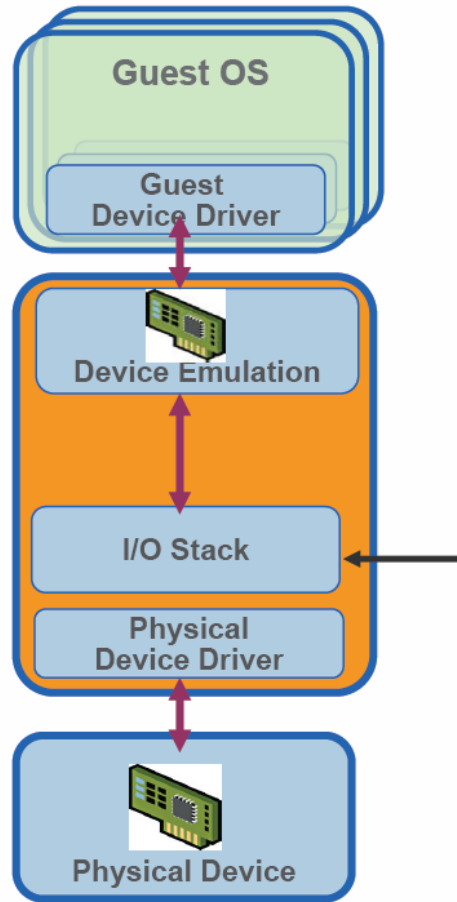 Guest OS
Guest
Device Driver
Device Emulation
I/O Stack
Physical
Device Driver
Physical Device